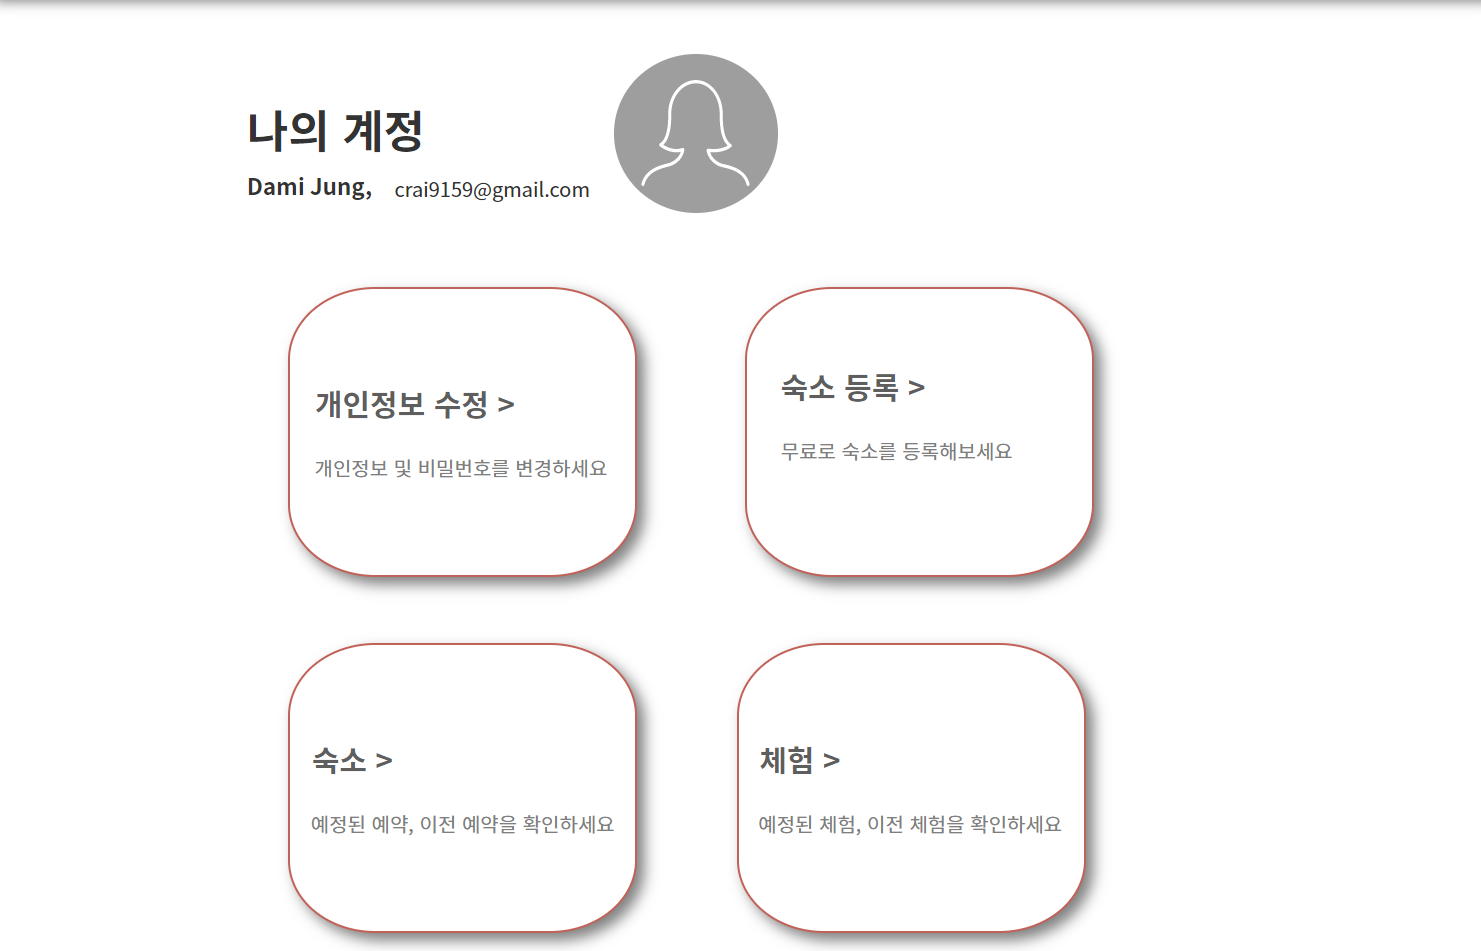 나의 계정
Dami Jung, crai9159@gmail.com
개인정보 수정 >
개인정보 및 비밀번호를 변경하세요
숙소 등록 >
무료로 숙소를 등록해보세요
숙소 >
예정된 예약, 이전 예약을 확인하세요
체험 >
예정된 체험, 이전 체험을 확인하세요